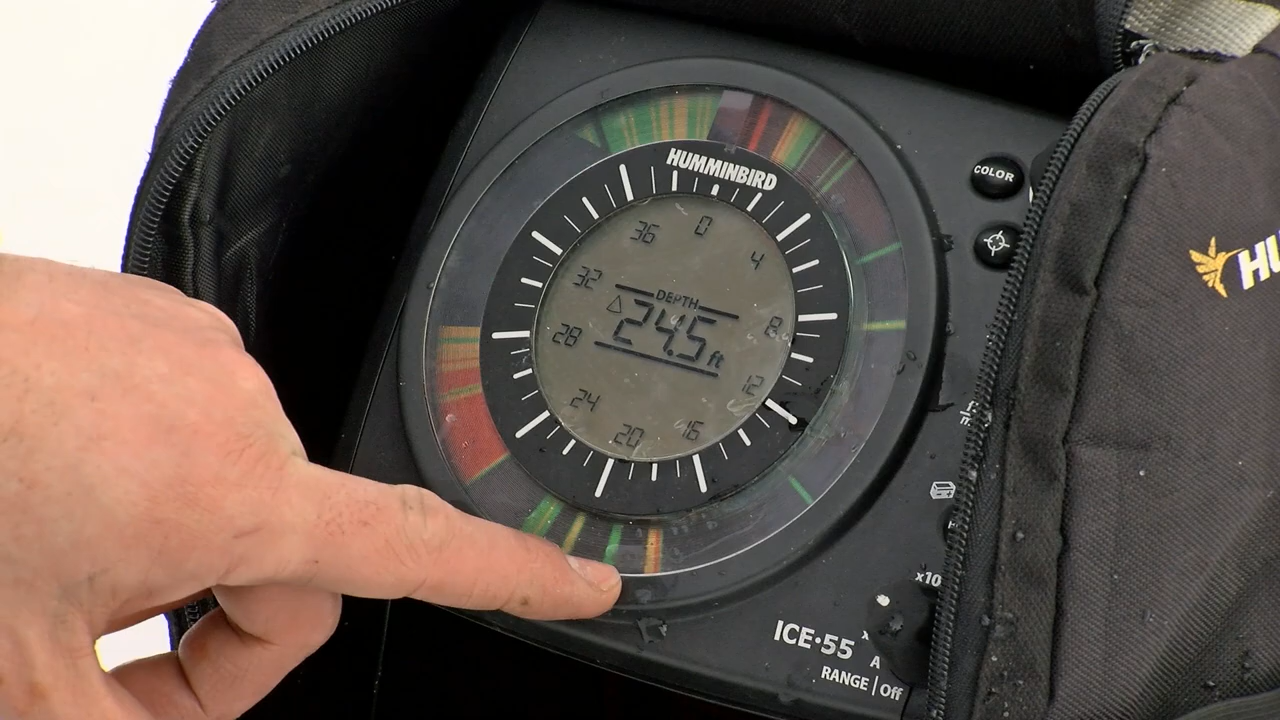 HUMMINBIRD
COLOR
HU
0
4
8
12
16
20
24
28
32
36
DEPTH
24.5 ft
x10
ICE·55
x
A
RANGE | Off